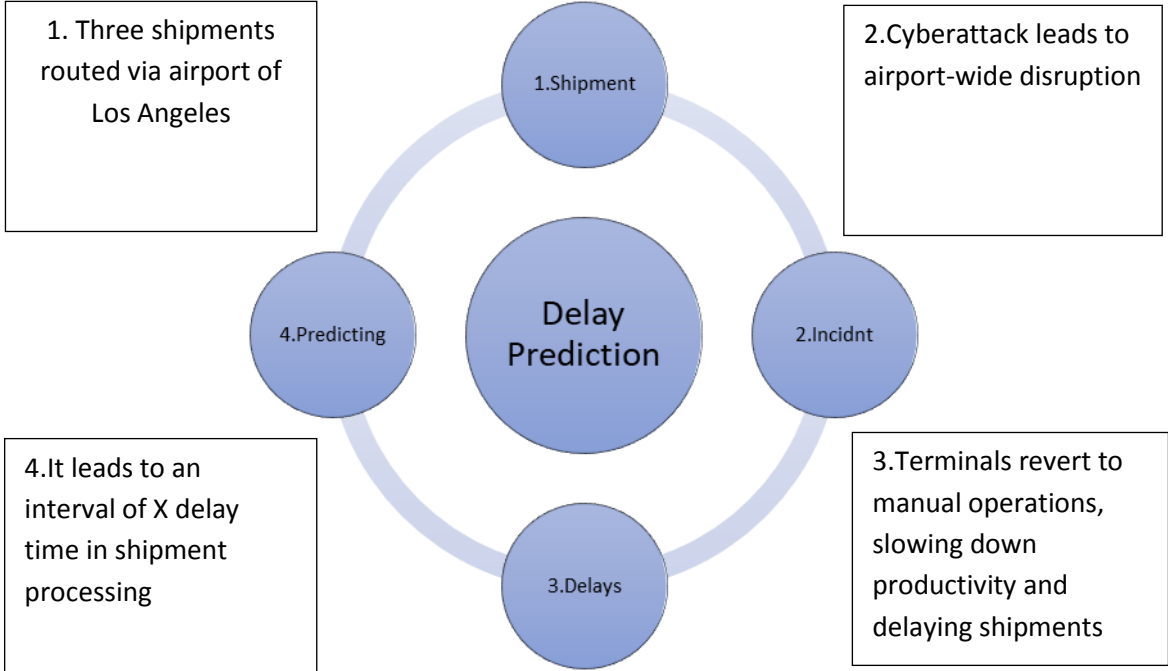 1. Three shipments
routed via airport of
Los Angeles
1.Shipment
2.Cyberattack leads to
airport-wide disruption
4.Predicting
Delay
Prediction
2.Incidnt
4.It leads to an
interval of X delay
time in shipment
processing
3.Delays
3.Terminals revert to
manual operations,
slowing down
productivity and
delaying shipments